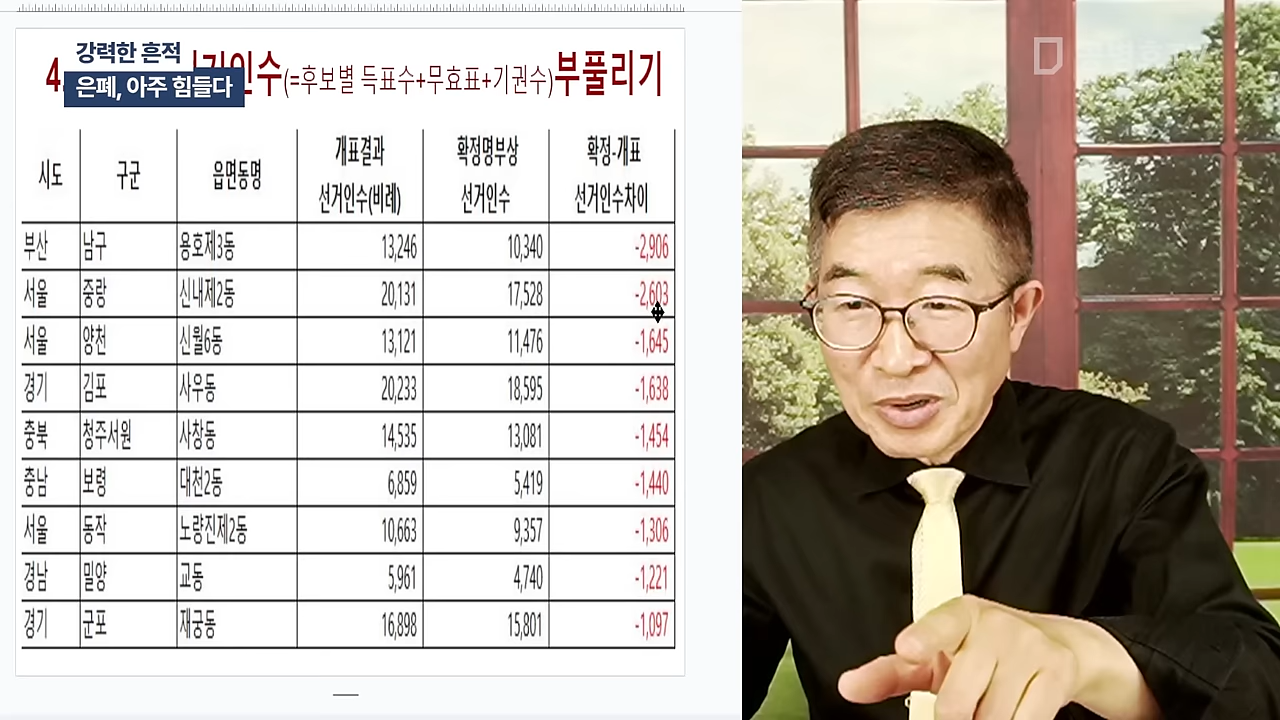 강력한 흔적
은폐, 아주 힘들다
4. 인수(=후보별 득표수+무효표+기권수)부풀리기
시도 구군 읍면동명 개표결과 선거인수(비례) 확정명부상 선거인수 확정-개표 선거인수차이
부산 남구 용호제3동 13,246 10,340 -2,906
서울 중랑 신내제2동 20,131 17,528 -2,603
서울 양천 신월6동 13,121 11,476 -1,645
경기 김포 사우동 20,233 18,595 -1,638
충북 청주서원 사창동 14,535 13,081 -1,454
충남 보령 대천2동 6,859 5,419 -1,440
서울 동작 노량진제2동 10,663 9,357 -1,306
경남 밀양 교동 5,961 4,740 -1,221
경기 군포 재궁동 16,898 15,801 -1,097